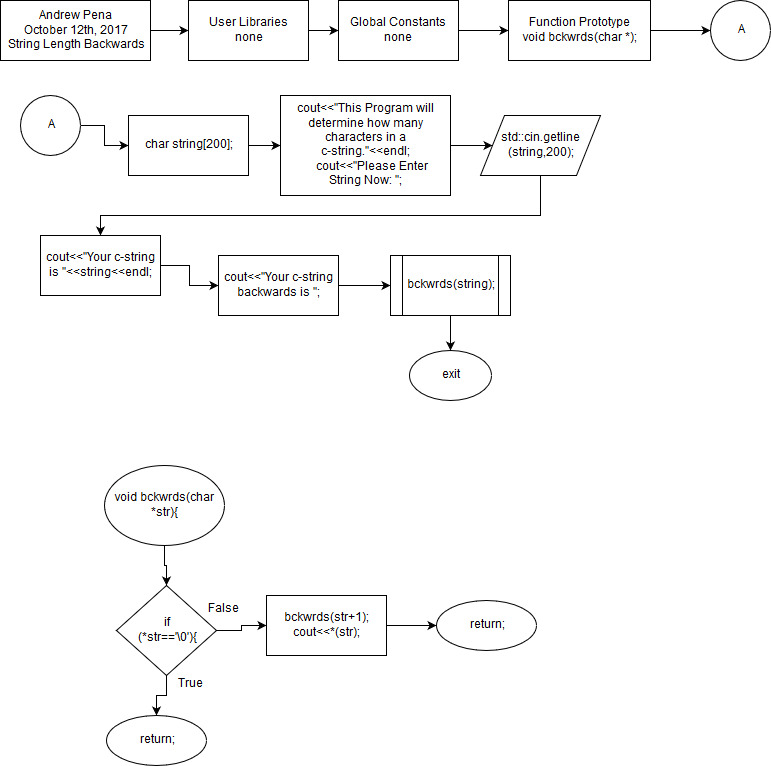 Andrew Pena
October 12th, 2017
String Length Backwards
User Libraries
none
Global Constants
none
Function Prototype
void bckwrds(char *);
A
A
char string[200];
cout<<"This Program will
determine how many
characters in a
c-string."<<endl;
cout<<"Please Enter
String Now: ";
std::cin.getline
(string,200);
cout<<"Your c-string
is "<<string<<endl;
cout<<"Your c-string
backwards is ";
bckwrds(string);
exit
void bckwrds(char
*str){
if
(*str=='\0'){
False
bckwrds(str+1);
cout<<*(str);
return;
True
return;